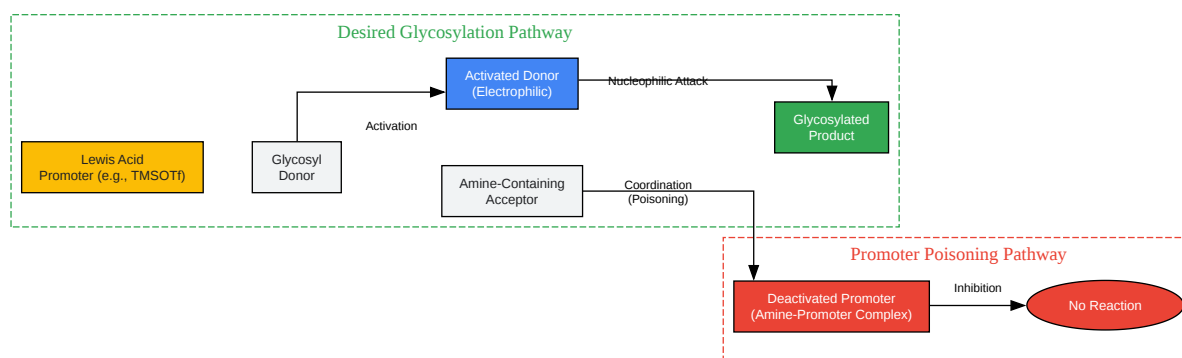 Desired Glycosylation Pathway
Activated Donor
(Electrophilic)
Nucleophilic Attack
Glycosylated
Product
Activation
Lewis Acid
Promoter (e.g., TMSOTf)
Glycosyl
Donor
Amine-Containing
Acceptor
Coordination
(Poisoning)
Promoter Poisoning Pathway
Deactivated Promoter
(Amine-Promoter Complex)
Inhibition
No Reaction